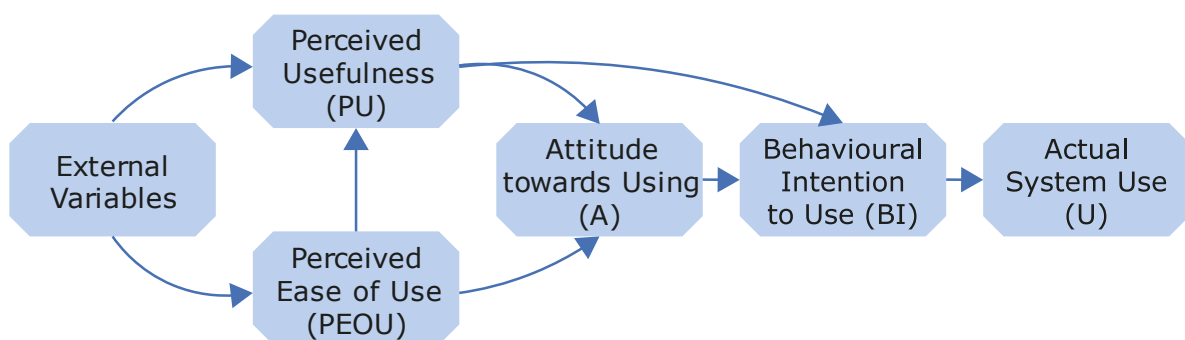 External
Variables
Perceived
Usefulness
(PU)
Perceived
Ease of Use
(PEOU)
Attitude
towards Using
(A)
Behavioural
Intention
to Use (BI)
Actual
System Use
(U)